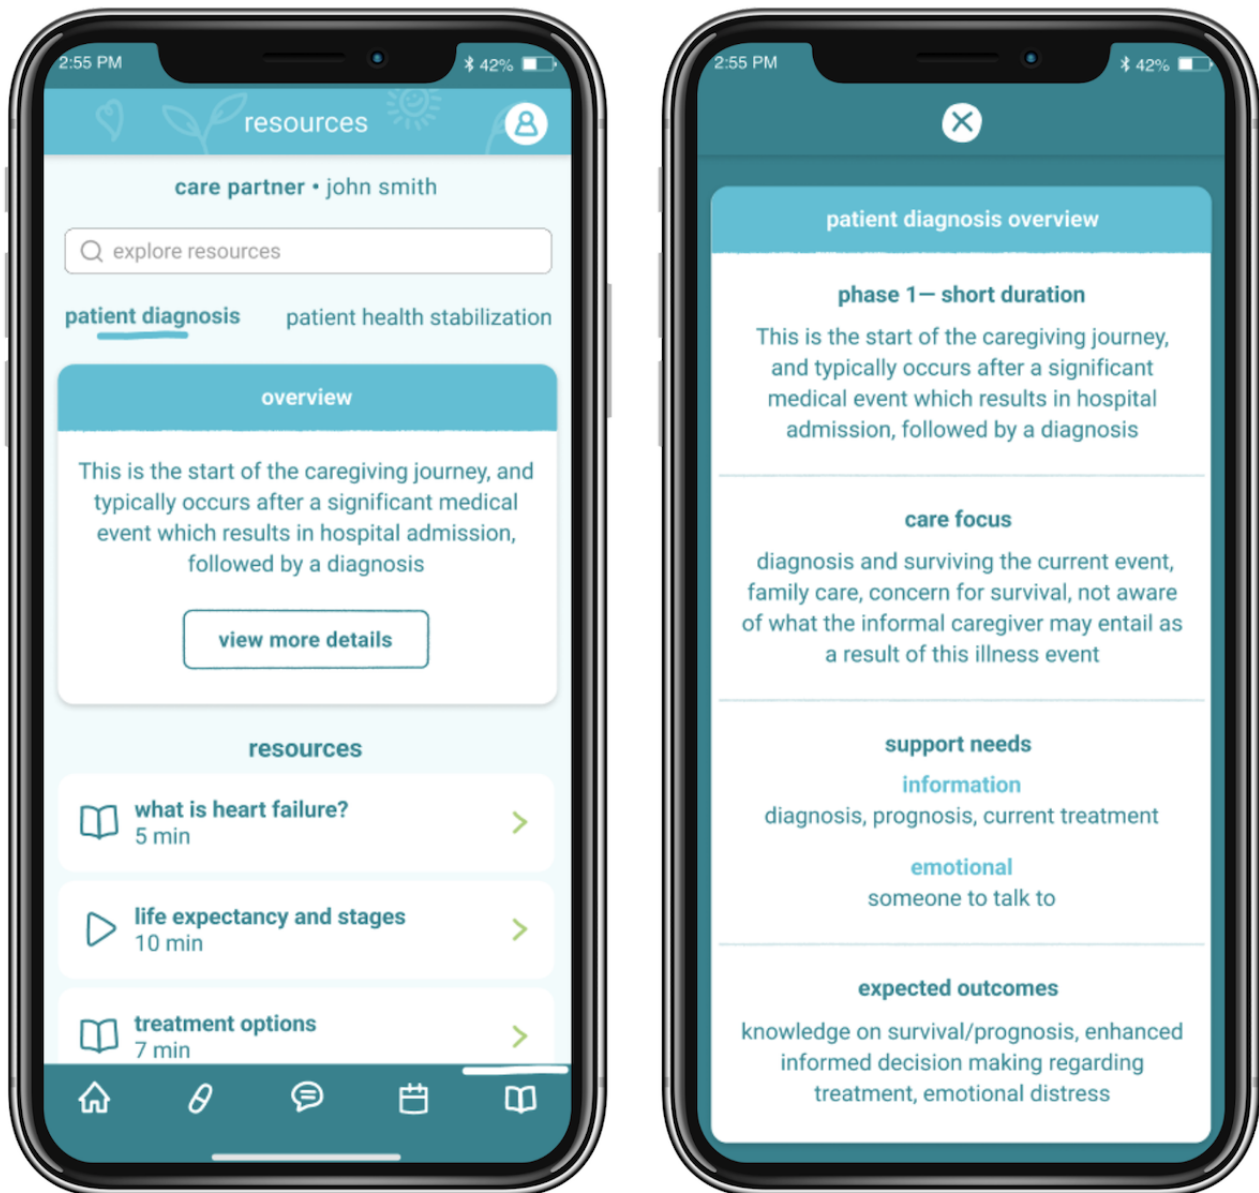 2:55 PM
42%
resources
care partner • john smith
explore resources
patient diagnosis
patient health stabilization
overview
This is the start of the caregiving journey, and
typically occurs after a significant medical
event which results in hospital admission,
followed by a diagnosis
view more details
resources
what is heart failure?
5 min
life expectancy and stages
10 min
treatment options
7 min
2:55 PM
42%
patient diagnosis overview
phase 1— short duration
This is the start of the caregiving journey,
and typically occurs after a significant
medical event which results in hospital
admission, followed by a diagnosis
care focus
diagnosis and surviving the current event,
family care, concern for survival, not aware
of what the informal caregiver may entail as
a result of this illness event
support needs
information
diagnosis, prognosis, current treatment
emotional
someone to talk to
expected outcomes
knowledge on survival/prognosis, enhanced
informed decision making regarding
treatment, emotional distress